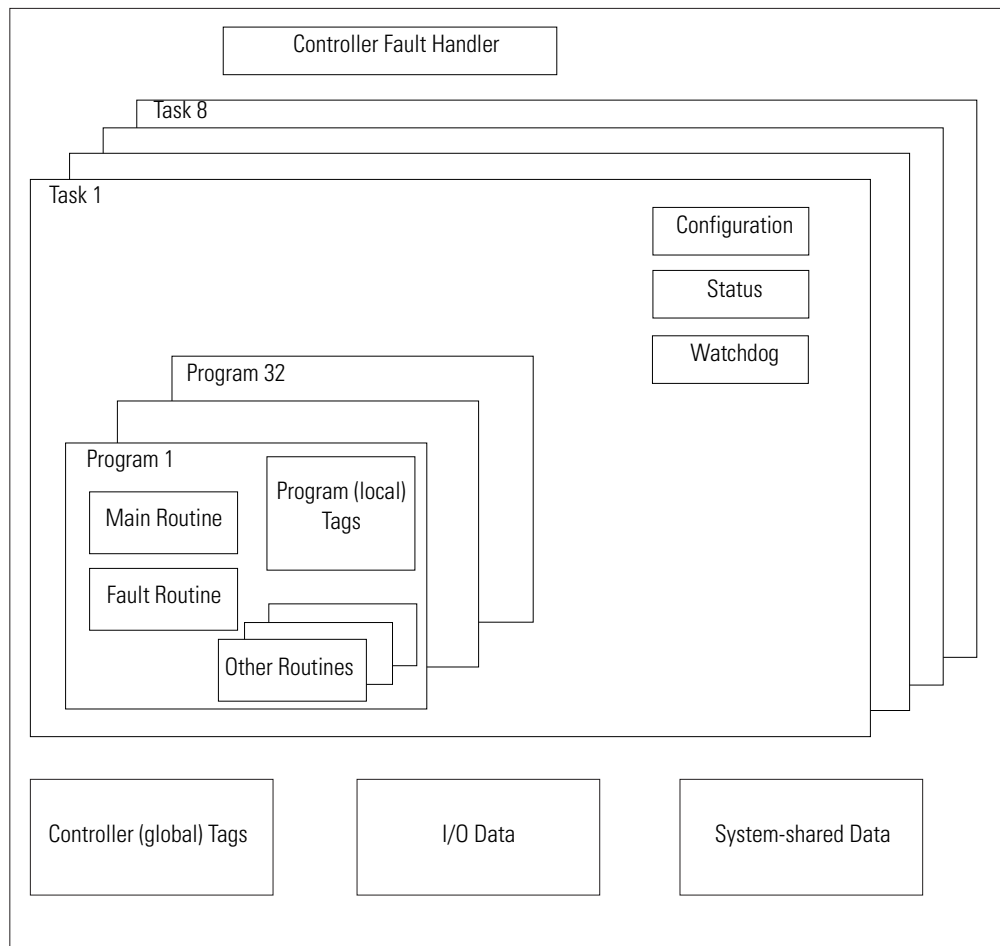 Controller Fault Handler
Task 8
Task 1
Configuration
Status
Watchdog
Program 32
Program 1
Program (local)
Tags
Main Routine
Fault Routine
Other Routines
Controller (global) Tags
I/O Data
System-shared Data